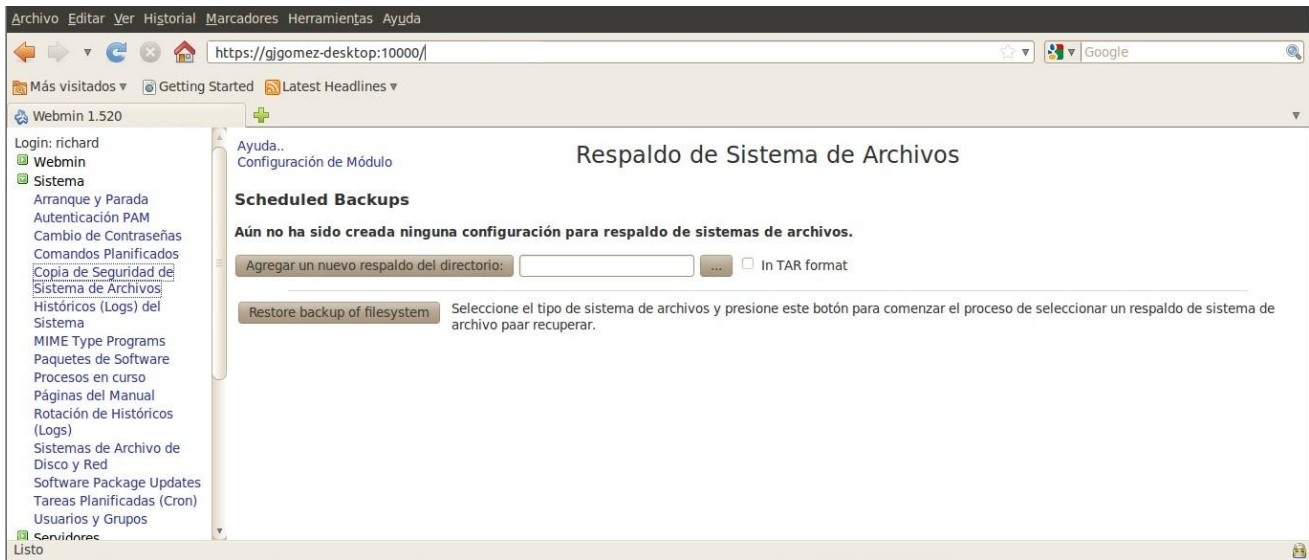 Archivo Editar Ver Historial Marcadores Herramientas Ayuda
https://gjgomez-desktop:10000/
Google
Más visitados Getting Started Latest Headlines
Webmin 1.520
Login: richard
Webmin
Sistema
Arranque y Parada
Autenticación PAM
Cambio de Contraseñas
Comandos Planificados
Copia de Seguridad de
Sistema de Archivos
Históricos (Logs) del
Sistema
MIME Type Programs
Paquetes de Software
Procesos en curso
Páginas del Manual
Rotación de Históricos
(Logs)
Sistemas de Archivo de
Disco y Red
Software Package Updates
Tareas Planificadas (Cron)
Usuarios y Grupos
Servidores
Ayuda..
Configuración de Módulo
Respaldo de Sistema de Archivos
Scheduled Backups
Aún no ha sido creada ninguna configuración para respaldo de sistemas de archivos.
Agregar un nuevo respaldo del directorio: ... In TAR format
Restore backup of filesystem
Seleccione el tipo de sistema de archivos y presione este botón para comenzar el proceso de seleccionar un respaldo de sistema de
archivo paar recuperar.
Listo